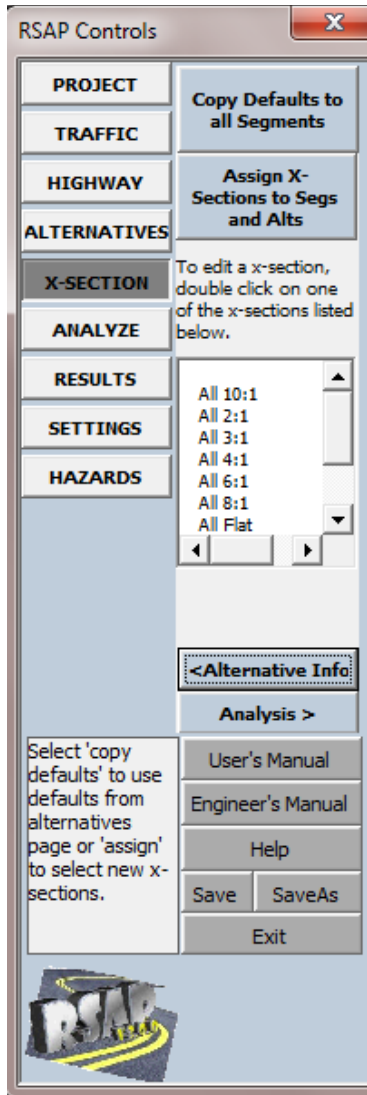 RSAP Controls
x
PROJECT
TRAFFIC
HIGHWAY
ALTERNATIVES
X-SECTION
ANALYZE
RESULTS
SETTINGS
HAZARDS
Copy Defaults to
all Segments
Assign X-
Sections to Segs
and Alts
To edit a x-section,
double click on one
of the x-sections listed
below.
All 10:1
All 2:1
All 3:1
All 4:1
All 6:1
All 8:1
All Flat
<Alternative Info
Analysis >
Select 'copy
defaults' to use
defaults from
alternatives
page or 'assign'
to select new x-
sections.
User's Manual
Engineer's Manual
Help
Save
SaveAs
Exit
RSAP